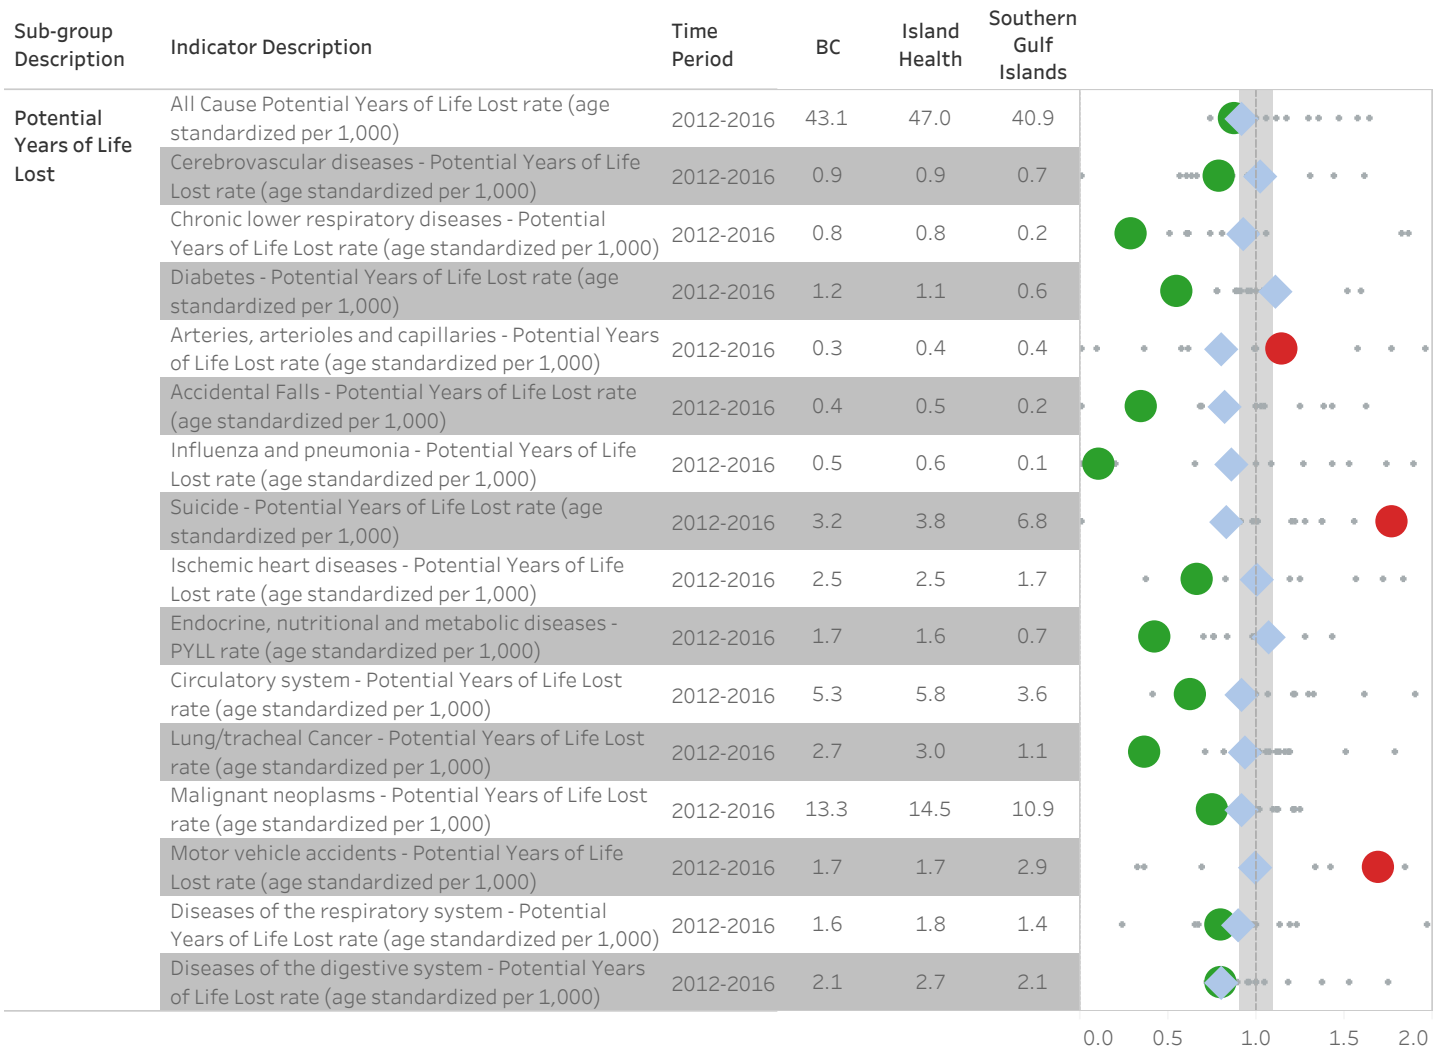 Sub-group Description
Indicator Description
Time Period
BC
Island Health
Southern Gulf Islands
Potential Years of Life Lost
All Cause Potential Years of Life Lost rate (age
standardized per 1,000)
2012-2016 43.1 47.0 40.9
Cerebrovascular diseases - Potential Years of Life
Lost rate (age standardized per 1,000)
2012-2016 0.9 0.9 0.7
Chronic lower respiratory diseases - Potential
Years of Life Lost rate (age standardized per 1,000)
2012-2016 0.8 0.8 0.2
Diabetes - Potential Years of Life Lost rate (age
standardized per 1,000)
2012-2016 1.2 1.1 0.6
Arteries, arterioles and capillaries - Potential Years
of Life Lost rate (age standardized per 1,000)
2012-2016 0.3 0.4 0.4
Accidental Falls - Potential Years of Life Lost rate
(age standardized per 1,000)
2012-2016 0.4 0.5 0.2
Influenza and pneumonia - Potential Years of Life
Lost rate (age standardized per 1,000)
2012-2016 0.5 0.6 0.1
Suicide - Potential Years of Life Lost rate (age
standardized per 1,000)
2012-2016 3.2 3.8 6.8
Ischemic heart diseases - Potential Years of Life
Lost rate (age standardized per 1,000)
2012-2016 2.5 2.5 1.7
Endocrine, nutritional and metabolic diseases -
PYLL rate (age standardized per 1,000)
2012-2016 1.7 1.6 0.7
Circulatory system - Potential Years of Life Lost
rate (age standardized per 1,000)
2012-2016 5.3 5.8 3.6
Lung/tracheal Cancer - Potential Years of Life Lost
rate (age standardized per 1,000)
2012-2016 2.7 3.0 1.1
Malignant neoplasms - Potential Years of Life Lost
rate (age standardized per 1,000)
2012-2016 13.3 14.5 10.9
Motor vehicle accidents - Potential Years of Life
Lost rate (age standardized per 1,000)
2012-2016 1.7 1.7 2.9
Diseases of the respiratory system - Potential
Years of Life Lost rate (age standardized per 1,000)
2012-2016 1.6 1.8 1.4
Diseases of the digestive system - Potential Years
of Life Lost rate (age standardized per 1,000)
2012-2016 2.1 2.7 2.1
0.0 0.5 1.0 1.5 2.0